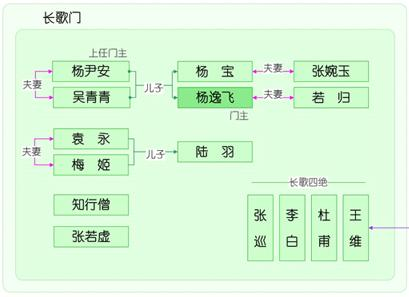 长歌门
上任门主
杨尹安
吴青青
夫妻
儿子
杨 宝
杨逸飞
门主
夫妻
夫妻
张婉玉
若 归
袁 永
梅 姬
夫妻
儿子
陆 羽
知行僧
张若虚
长歌四绝
张巡
李白
杜甫
王维